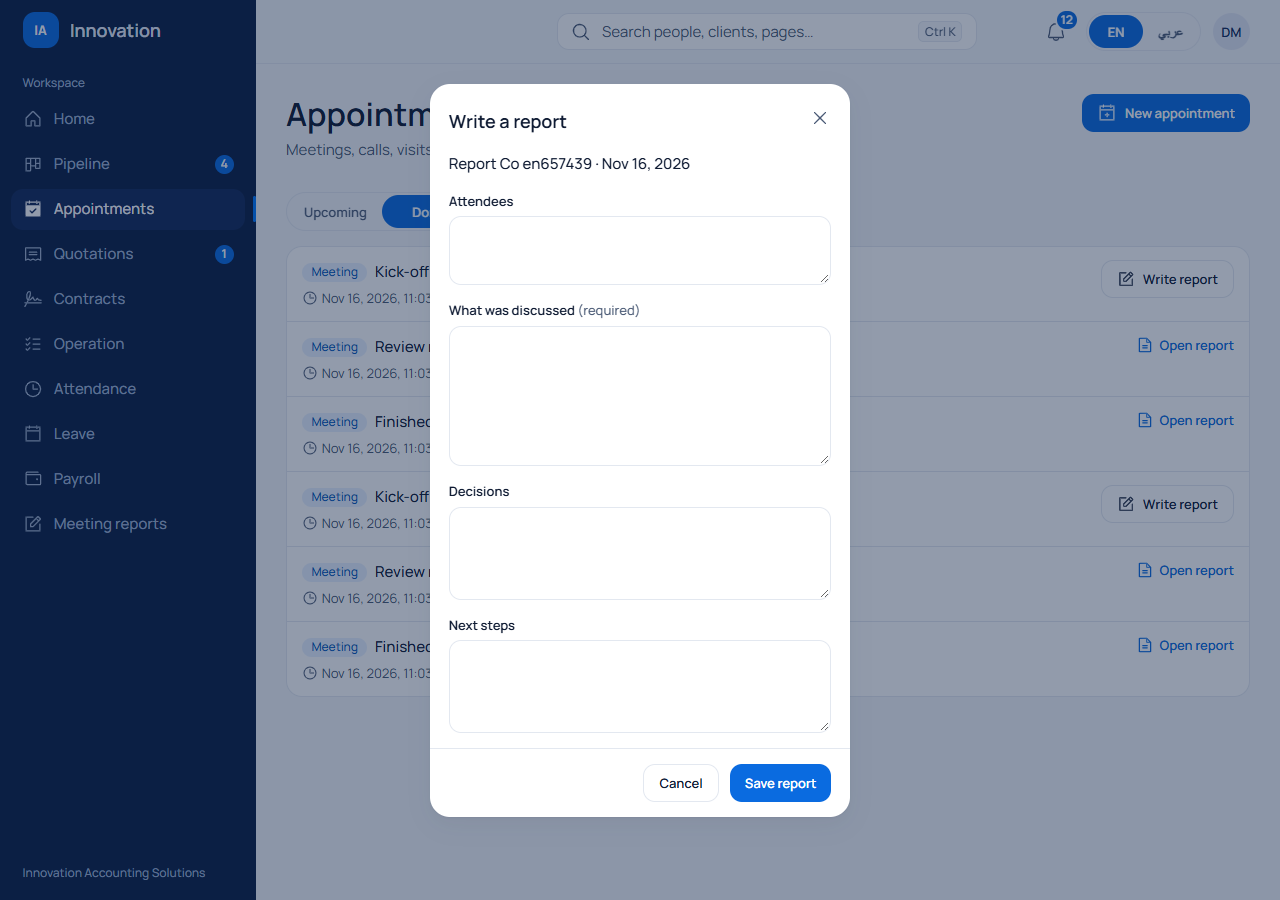 IA Innovation
Search people, clients, pages...
Ctrl K
12
EN
عربي
DM
Workspace
Home
Pipeline
4
Appointments
Quotations
1
Contracts
Operation
Attendance
Leave
Payroll
Meeting reports
Innovation Accounting Solutions
New appointment
Meetings, calls, visits
Upcoming
Meeting Kick-off
Nov 16, 2026, 11:03
Write report
Meeting Review
Nov 16, 2026, 11:03
Open report
Meeting Finished
Nov 16, 2026, 11:03
Open report
Meeting Kick-off
Nov 16, 2026, 11:03
Write report
Meeting Review
Nov 16, 2026, 11:03
Open report
Meeting Finished
Nov 16, 2026, 11:03
Open report
Write a report
Report Co en657439 · Nov 16, 2026
Attendees
What was discussed (required)
Decisions
Next steps
Cancel
Save report